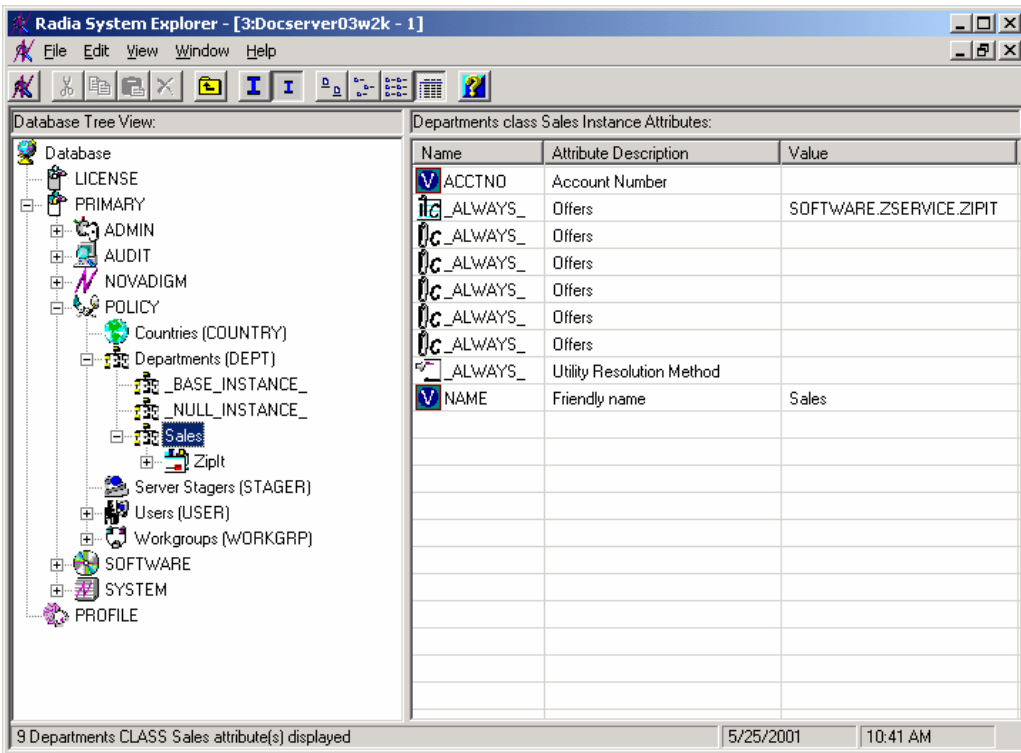 Radia System Explorer - [3:Docserver03w2k - 1]
File Edit View Window Help
Database Tree View:
Departments class Sales Instance Attributes:
Database
LICENSE
PRIMARY
ADMIN
AUDIT
NOVADIGM
POLICY
Countries (COUNTRY)
Departments (DEPT)
_BASE_INSTANCE_
_NULL_INSTANCE_
Sales
ZipIt
Server Stagers (STAGER)
Users (USER)
Workgroups (WORKGRP)
SOFTWARE
SYSTEM
PROFILE
Name Attribute Description Value
ACCTNO Account Number
_ALWAYS_ Offers SOFTWARE.ZSERVICE.ZIPIT
_ALWAYS_ Offers
_ALWAYS_ Offers
_ALWAYS_ Offers
_ALWAYS_ Offers
_ALWAYS_ Offers
_ALWAYS_ Utility Resolution Method
NAME Friendly name Sales
9 Departments CLASS Sales attribute(s) displayed 5/25/2001 10:41 AM